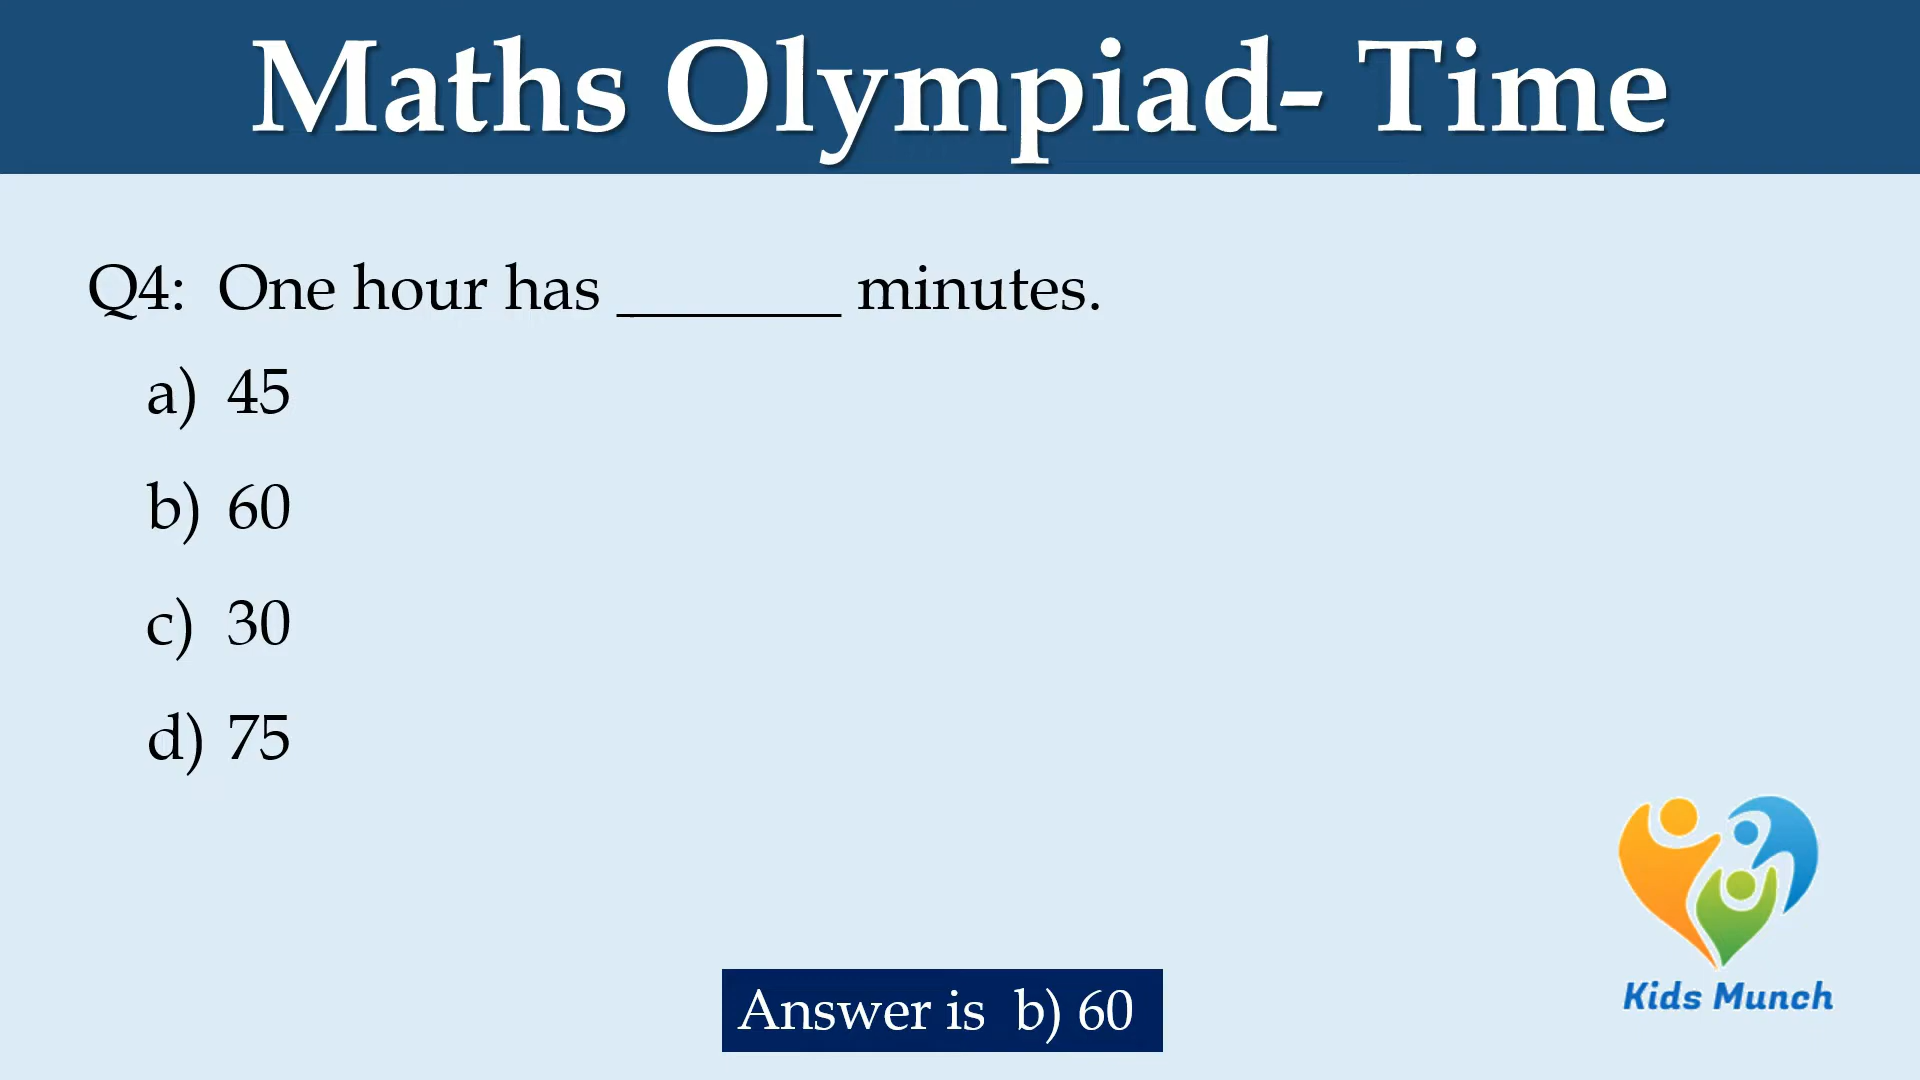 Maths Olympiad- Time
Q4: One hour has _______ minutes.
a) 45
b) 60
c) 30
d) 75
Kids Munch
Answer is b) 60